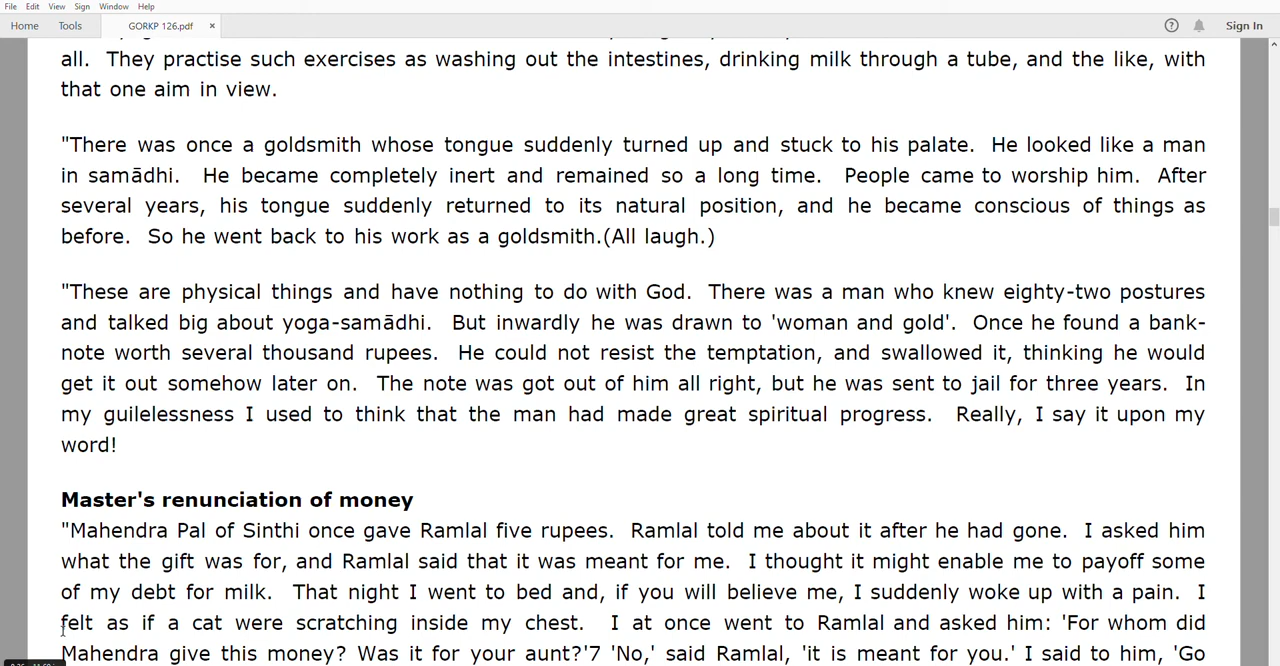 File Edit View Sign Window Help
Home Tools GORKP 126.pdf × Sign In
all. They practise such exercises as washing out the intestines, drinking milk through a tube, and the like, with
that one aim in view.
"There was once a goldsmith whose tongue suddenly turned up and stuck to his palate. He looked like a man
in samādhi. He became completely inert and remained so a long time. People came to worship him. After
several years, his tongue suddenly returned to its natural position, and he became conscious of things as
before. So he went back to his work as a goldsmith.(All laugh.)
"These are physical things and have nothing to do with God. There was a man who knew eighty-two postures
and talked big about yoga-samādhi. But inwardly he was drawn to 'woman and gold'. Once he found a bank-
note worth several thousand rupees. He could not resist the temptation, and swallowed it, thinking he would
get it out somehow later on. The note was got out of him all right, but he was sent to jail for three years. In
my guilelessness I used to think that the man had made great spiritual progress. Really, I say it upon my
word!
Master's renunciation of money
"Mahendra Pal of Sinthi once gave Ramlal five rupees. Ramlal told me about it after he had gone. I asked him
what the gift was for, and Ramlal said that it was meant for me. I thought it might enable me to payoff some
of my debt for milk. That night I went to bed and, if you will believe me, I suddenly woke up with a pain. I
felt as if a cat were scratching inside my chest. I at once went to Ramlal and asked him: 'For whom did
Mahendra give this money? Was it for your aunt?'7 'No,' said Ramlal, 'it is meant for you.' I said to him, 'Go